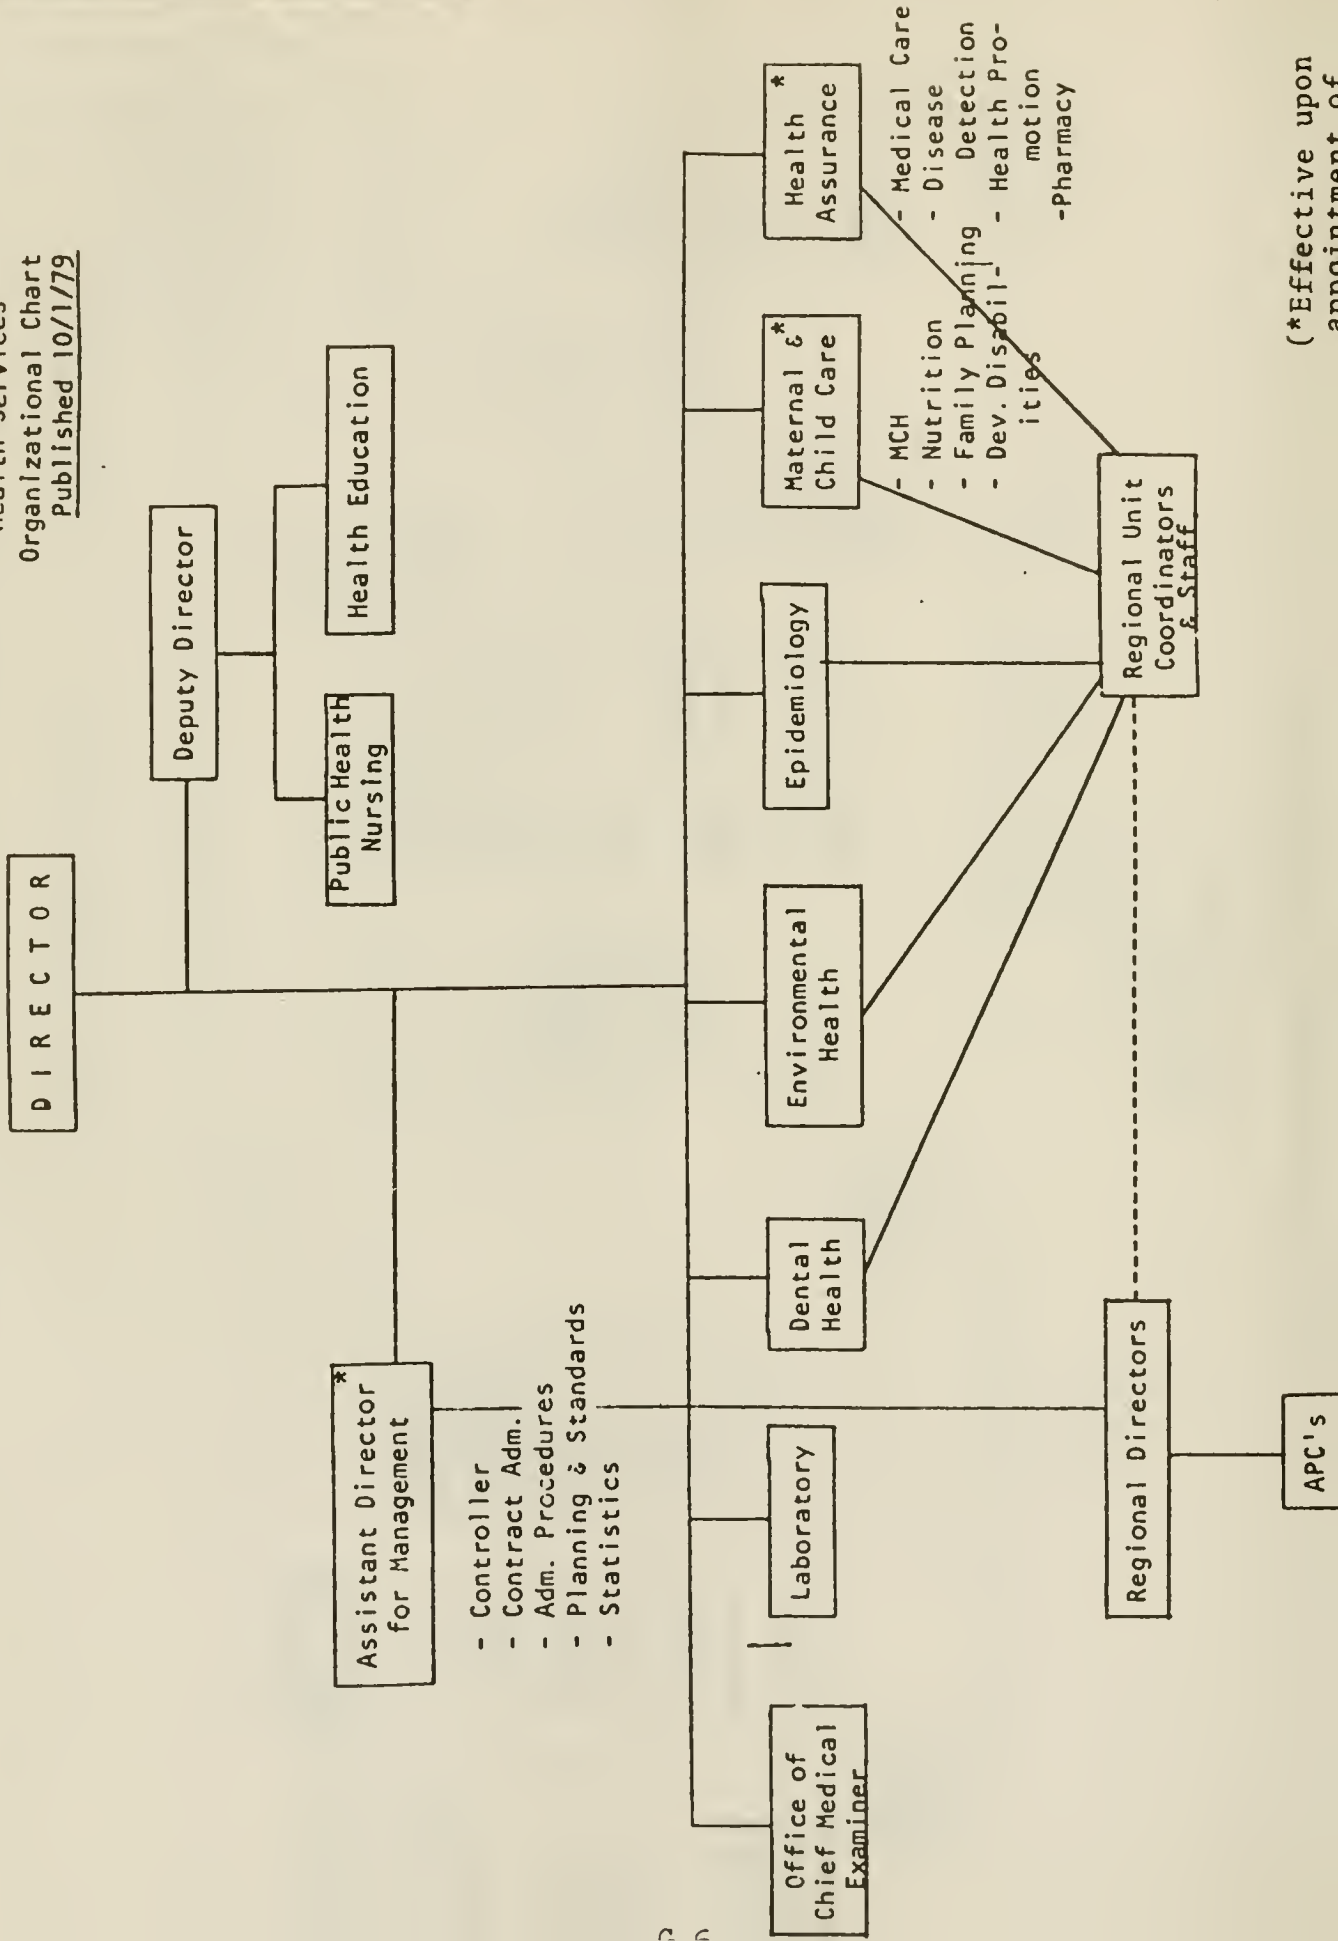 Health Services
Organizational Chart
Published 10/1/79
DIRECTOR
Deputy Director
Public Health
Nursing
Health Education
*
Assistant Director
for Management
- Controller
- Contract Adm.
- Adm. Procedures
- Planning & Standards
- Statistics
Office of
Chief Medical
Examiner
Laboratory
Dental
Health
Environmental
Health
Epidemiology
*
Maternal &
Child Care
- MCH
- Nutrition
- Family Planning
- Dev. Disabil-
ities
*
Health
Assurance
- Medical Care
- Disease
Detection
- Health Pro-
motion
-Pharmacy
Regional Directors
Regional Unit
Coordinators
& Staff
APC's
(*Effective upon
appointment of